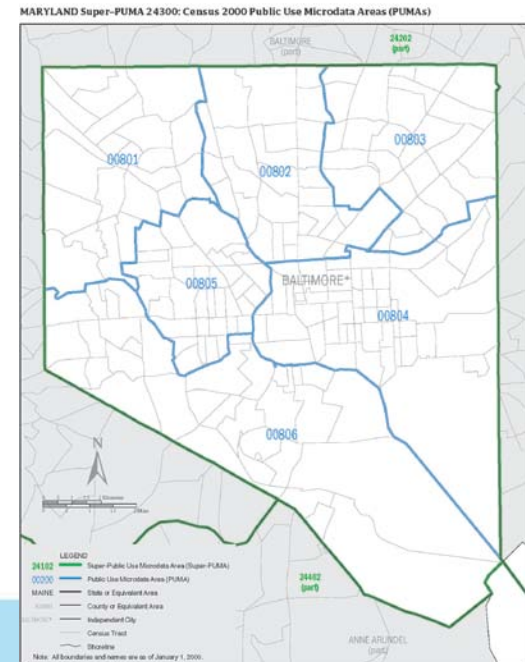 MARYLAND Super-PUMA 24300: Census 2000 Public Use Microdata Areas (PUMAs)
BALTIMORE
(part)
24202
(part)
00801
00802
00803
00805
BALTIMORE*
00804
00806
N
LEGEND
24102 Super-Public Use Microdata Area (Super-PUMA)
00200 Public Use Microdata Area (PUMA)
MAINE State or Equivalent Area
County or Equivalent Area
Independent City
Census Tract
Shoreline
Note: All boundaries and names are as of January 1, 2000.
24402
(part)
ANNE ARUNDEL
(part)